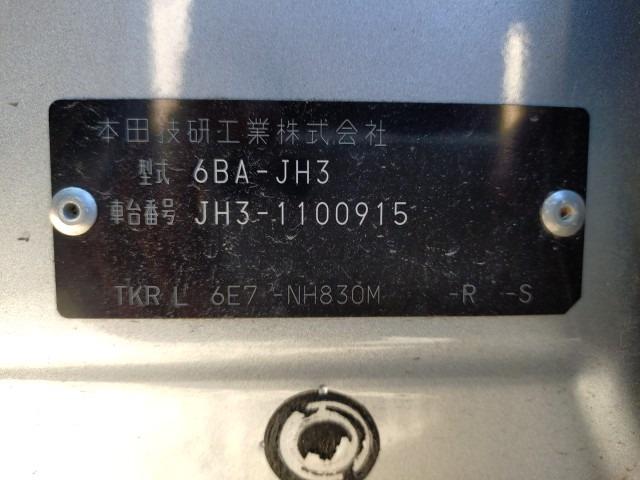 本田技研工業株式会社
型式 6BA-JH3
車台番号 JH3-1100915
TKR L 6E7 -NH830M -R -S